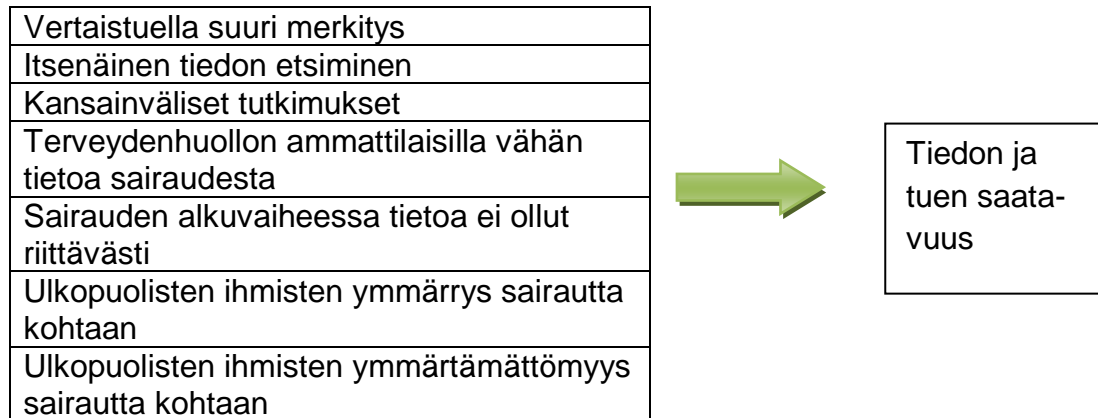 Vertaistuella suuri merkitys
Itsenäinen tiedon etsiminen
Kansainväliset tutkimukset
Terveydenhuollon ammattilaisilla vähän
tietoa sairaudesta
Sairauden alkuvaiheessa tietoa ei ollut
riittävästi
Ulkopuolisten ihmisten ymmärrys sairautta
kohtaan
Ulkopuolisten ihmisten ymmärtämättömyys
sairautta kohtaan
Tiedon ja
tuen saata-
vuus